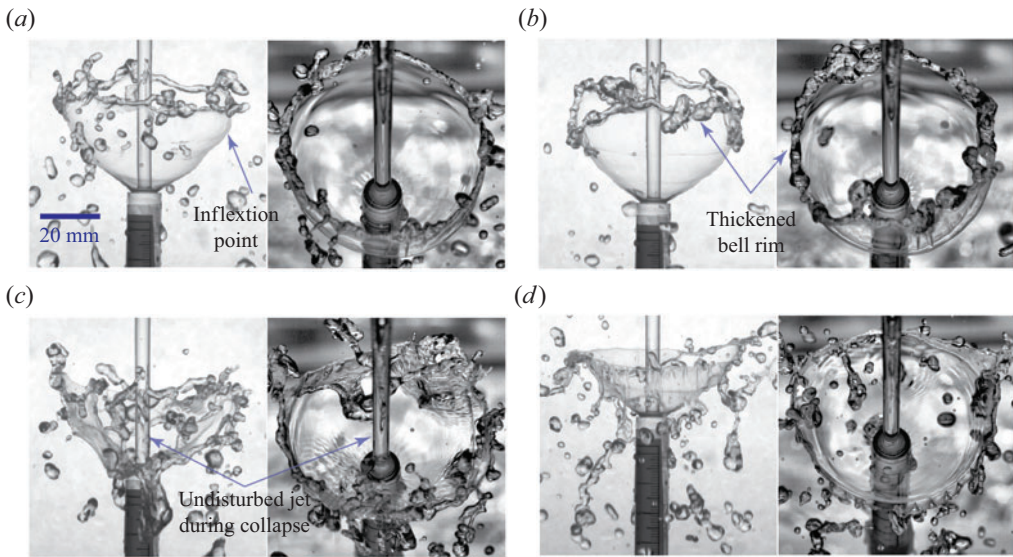 (a)
(b)
Inflextion
point
20 mm
Thickened
bell rim
(c)
(d)
Undisturbed jet
during collapse